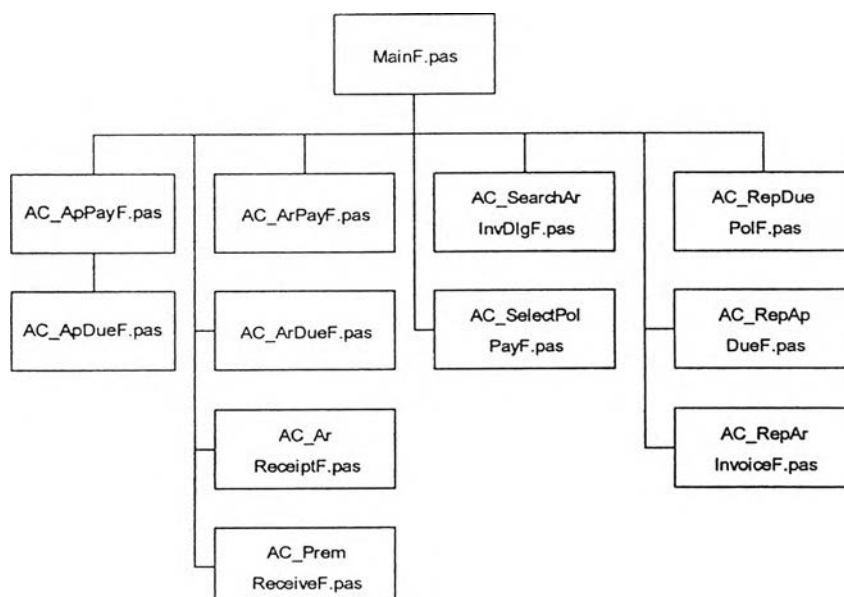 MainF.pas
AC_ApPayF.pas
AC_ArPayF.pas
AC_SearchAr
InvDlgF.pas
AC_RepDue
PolF.pas
AC_ApDueF.pas
AC_ArDueF.pas
AC_SelectPol
PayF.pas
AC_RepAp
DueF.pas
AC_Ar
ReceiptF.pas
AC_RepAr
InvoiceF.pas
AC_Prem
ReceiveF.pas